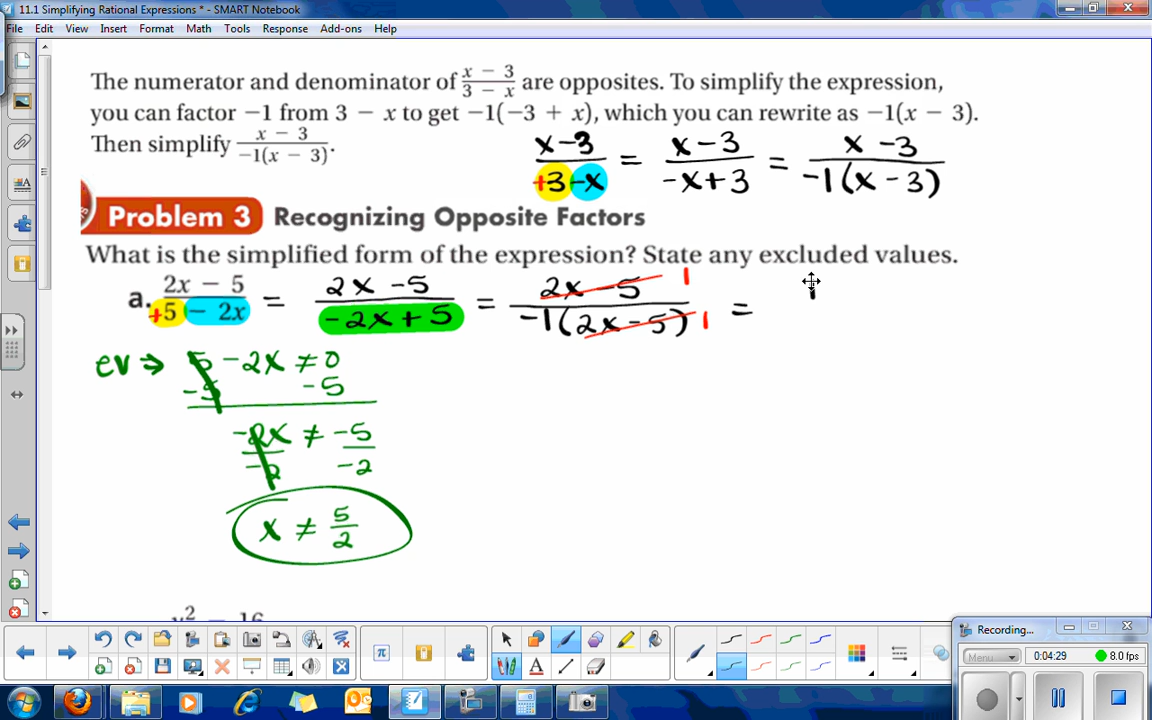 11.1 Simplifying Rational Expressions * - SMART Notebook
File Edit View Insert Format Math Tools Response Add-ons Help
The numerator and denominator of (x − 3)/(3 − x) are opposites. To simplify the expression,
you can factor −1 from 3 − x to get −1(−3 + x), which you can rewrite as −1(x − 3).
Then simplify (x − 3)/(−1(x − 3)).
(x-3)/(+3-x) = (x-3)/(-x+3) = (x-3)/(-1(x-3))
Problem 3 Recognizing Opposite Factors
What is the simplified form of the expression? State any excluded values.
a. (2x − 5)/(+5 − 2x) = (2x-5)/(-2x+5) = (2x-5) 1/(-1(2x-5)) 1 = 1
ev → 5-2x ≠ 0
-5 -5
-2x ≠ -5
-2 -2
x ≠ 5/2
Recording...
Menu 0:04:29 8.0 fps